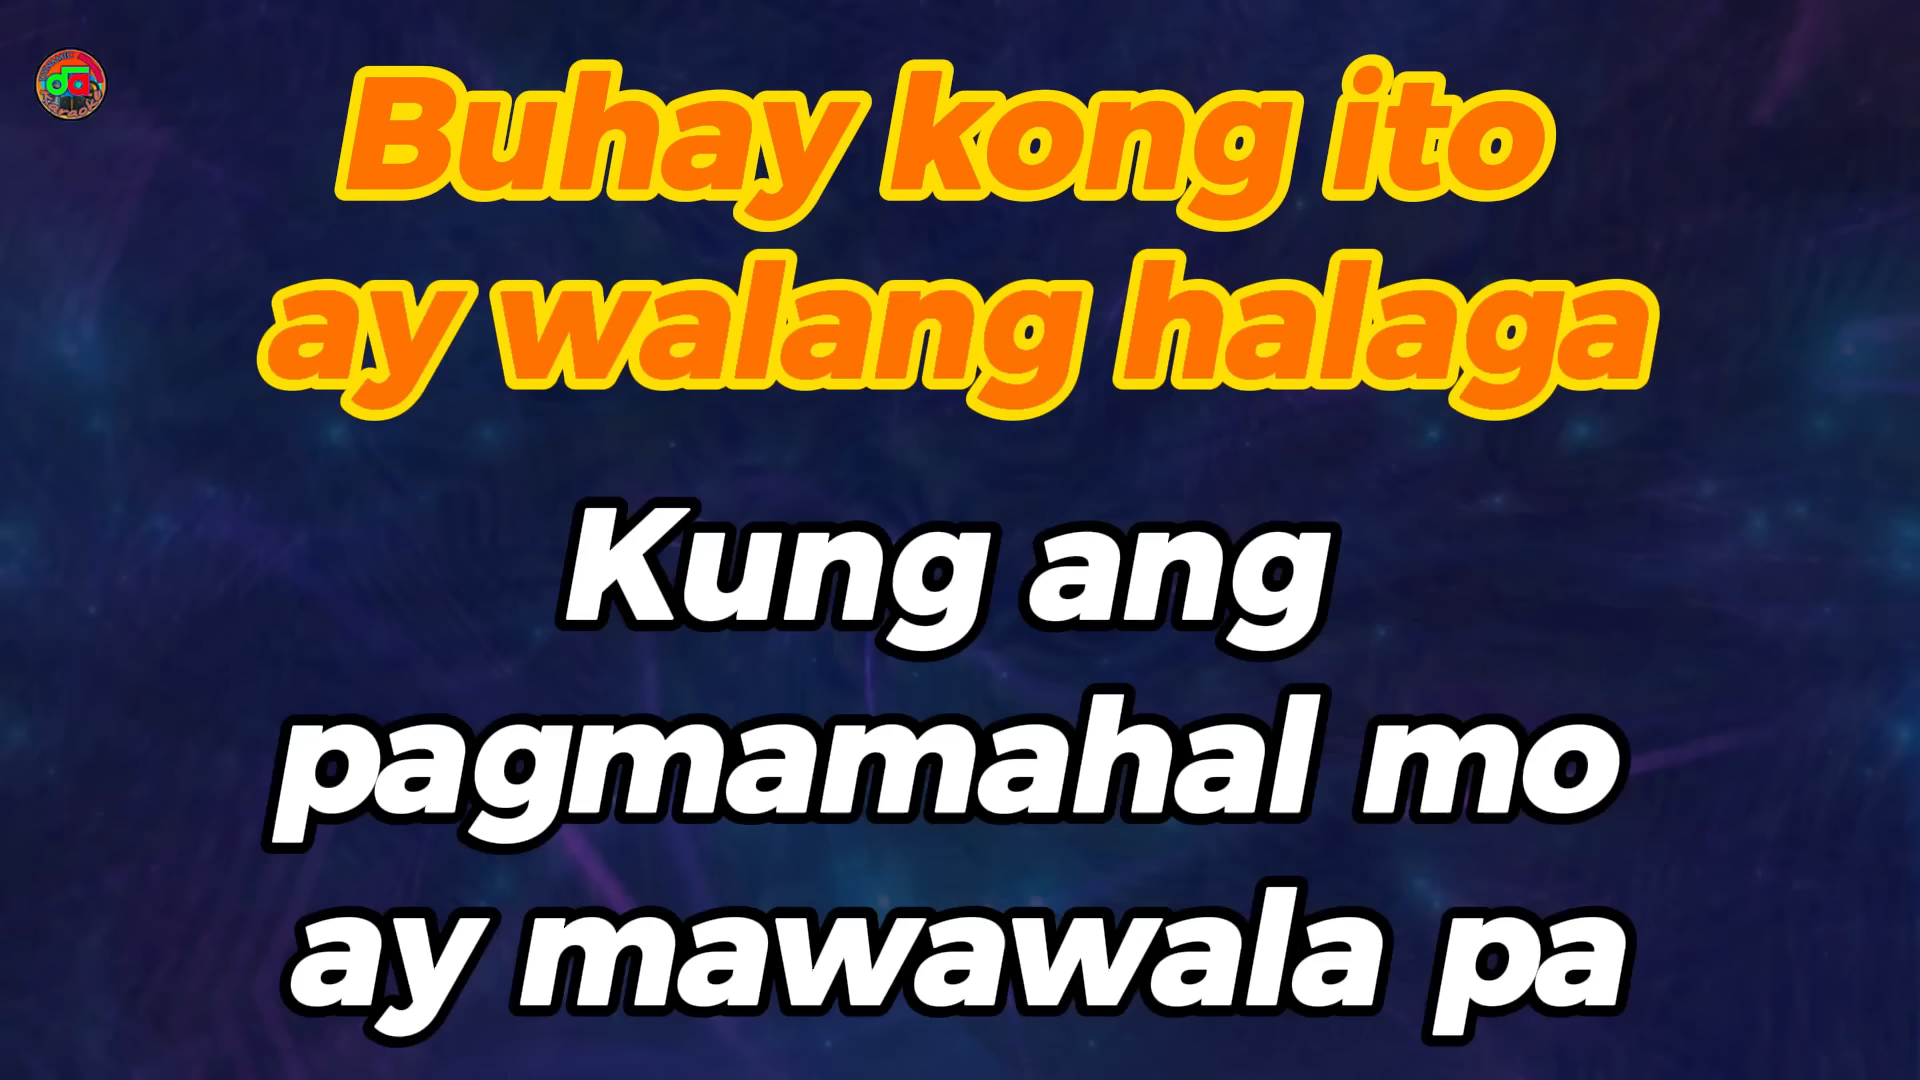 Buhay kong ito
ay walang halaga
Kung ang
pagmamahal mo
ay mawawala pa